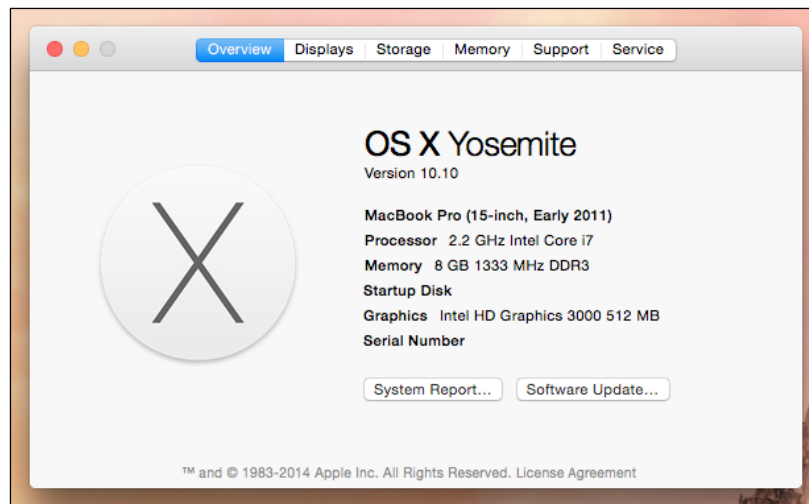 Overview Displays Storage Memory Support Service
OS X Yosemite
Version 10.10
MacBook Pro (15-inch, Early 2011)
Processor 2.2 GHz Intel Core i7
Memory 8 GB 1333 MHz DDR3
Startup Disk
Graphics Intel HD Graphics 3000 512 MB
Serial Number
System Report... Software Update...
™ and © 1983-2014 Apple Inc. All Rights Reserved. License Agreement